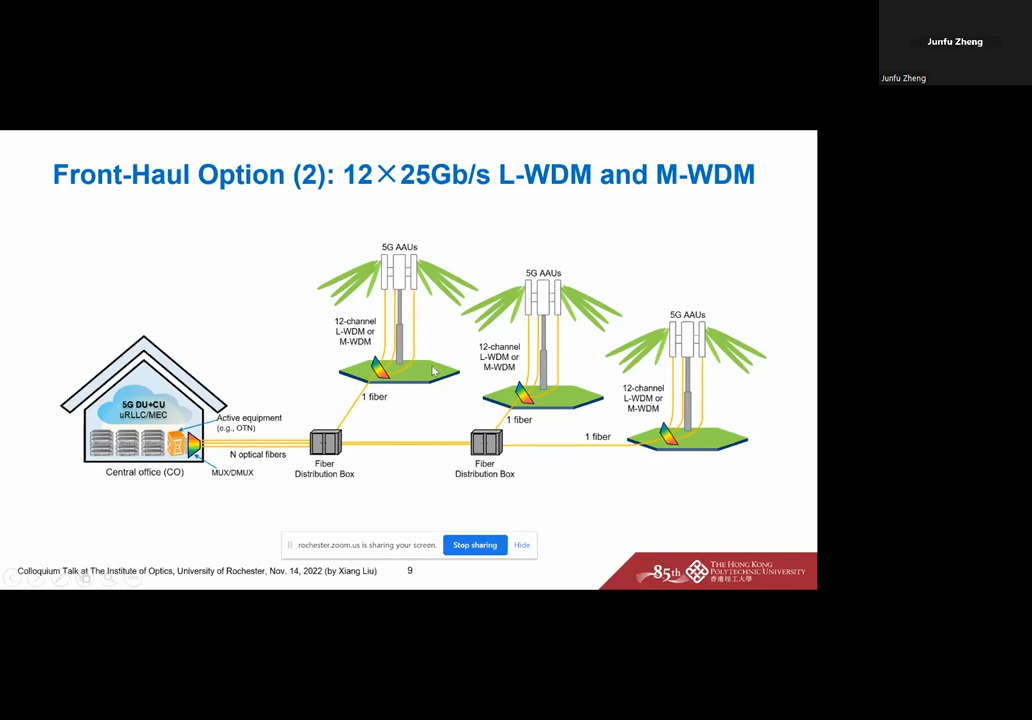 Junfu Zheng
Junfu Zheng
Front-Haul Option (2): 12×25Gb/s L-WDM and M-WDM
5G AAUs
5G AAUs
5G AAUs
12-channel
L-WDM or
M-WDM
12-channel
L-WDM or
M-WDM
12-channel
L-WDM or
M-WDM
1 fiber
1 fiber
1 fiber
5G DU+CU
uRLLC/MEC
Active equipment
(e.g., OTN)
N optical fibers
MUX/DMUX
Central office (CO)
Fiber
Distribution Box
Fiber
Distribution Box
rochester.zoom.us is sharing your screen.
Stop sharing
Hide
Colloquium Talk at The Institute of Optics, University of Rochester, Nov. 14, 2022 (by Xiang Liu)
9
85th
THE HONG KONG
POLYTECHNIC UNIVERSITY
香港理工大學